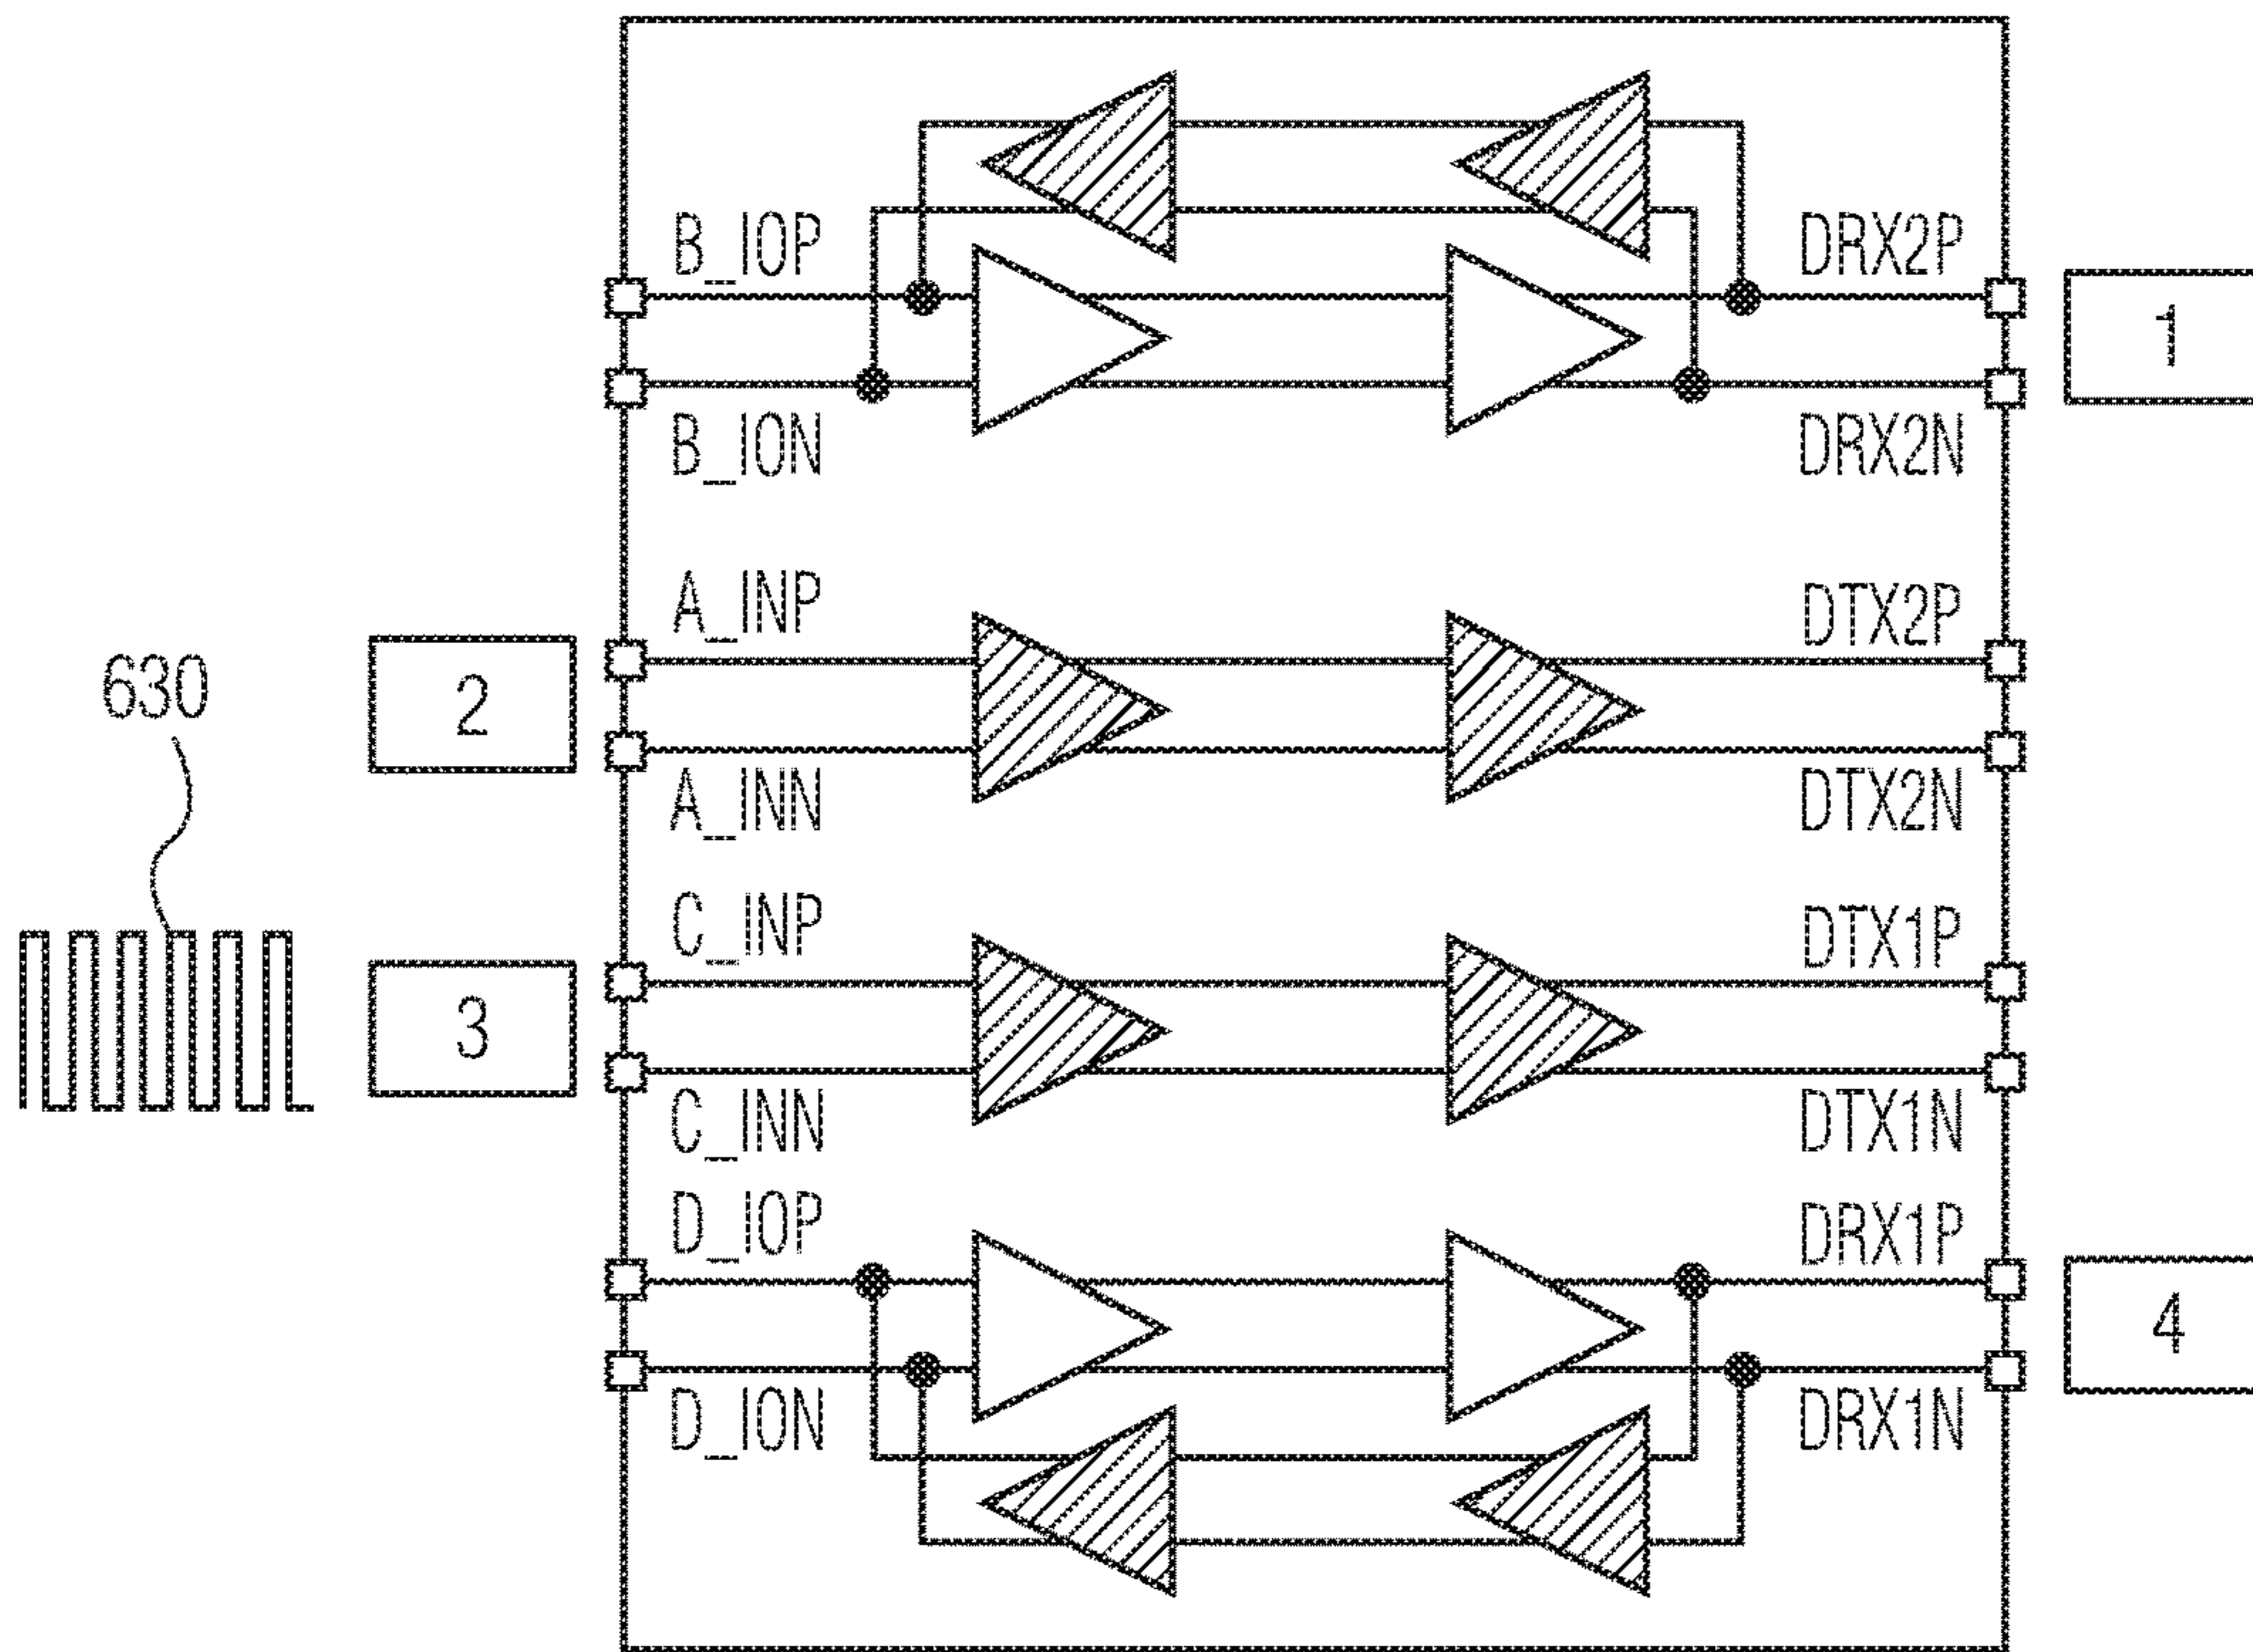 B_IOP DRX2P
1
B_ION DRX2N
A_INP DTX2P
630 2
A_INN DTX2N
C_INP DTX1P
3
C_INN DTX1N
D_IOP DRX1P
4
D_ION DRX1N